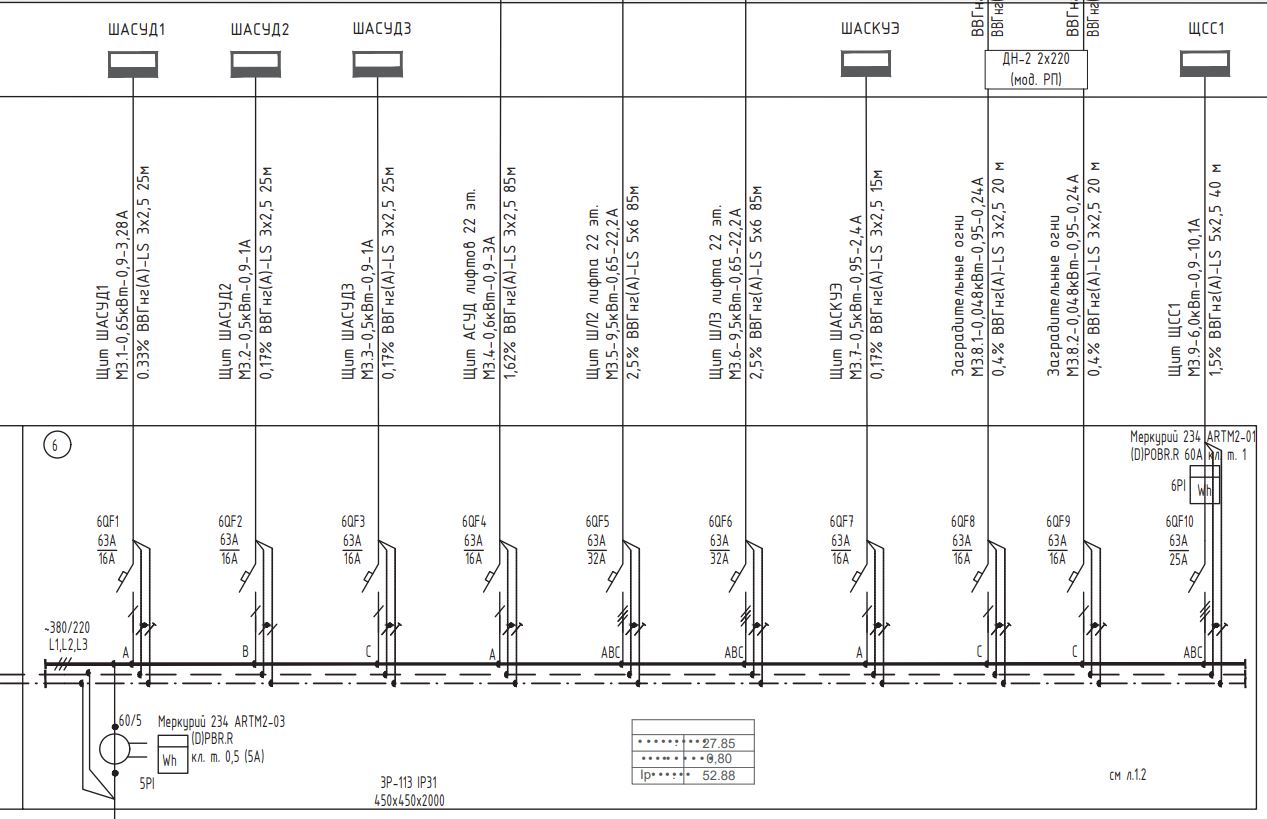 ШАСУД1
ШАСУД2
ШАСУД3
ШАСКУЭ
ВВГн
ВВГн
ВВГн
ВВГн
ДН-2 2х220
(мод. РП)
ЩСС1
Щит ШАСУД1
М3.1-0,65кВт-0,9-3,28А
0.33% ВВГнг(А)-LS 3х2,5 25м
Щит ШАСУД2
М3.2-0,5кВт-0,9-1А
0,17% ВВГнг(А)-LS 3х2,5 25м
Щит ШАСУД3
М3.3-0,5кВт-0,9-1А
0,17% ВВГнг(А)-LS 3х2,5 25м
Щит АСУД лифтов 22 эт.
М3.4-0,6кВт-0,9-3А
1,62% ВВГнг(А)-LS 3х2,5 85м
Щит ШЛ2 лифта 22 эт.
М3.5-9,5кВт-0,65-22,2А
2,5% ВВГнг(А)-LS 5х6 85м
Щит ШЛ3 лифта 22 эт.
М3.6-9,5кВт-0,65-22,2А
2,5% ВВГнг(А)-LS 5х6 85м
Щит ШАСКУЭ
М3.7-0,5кВт-0,95-2,4А
0,17% ВВГнг(А)-LS 3х2,5 15м
Заградительные огни
М3.8.1-0,048кВт-0,95-0,24А
0,4% ВВГнг(А)-LS 3х2,5 20 м
Заградительные огни
М3.8.2-0,048кВт-0,95-0,24А
0,4% ВВГнг(А)-LS 3х2,5 20 м
Щит ЩСС1
М3.9-6,0кВт-0,9-10,1А
1,5% ВВГнг(А)-LS 5х2,5 40 м
6
Меркурий 234 ARTM2-01
(D)POBR.R 60А кл. т. 1
6PI
Wh
6QF1
63А
16А
6QF2
63А
16А
6QF3
63А
16А
6QF4
63А
16А
6QF5
63А
32А
6QF6
63А
32А
6QF7
63А
16А
6QF8
63А
16А
6QF9
63А
16А
6QF10
63А
25А
~380/220
L1,L2,L3
А
В
С
А
АВС
АВС
А
С
С
АВС
60/5
Меркурий 234 ARTM2-03
(D)PBR.R
кл. т. 0,5 (5А)
Wh
5PI
ЗР-113 IP31
450х450х2000
27.85
0,80
Iр 52.88
см л.1.2